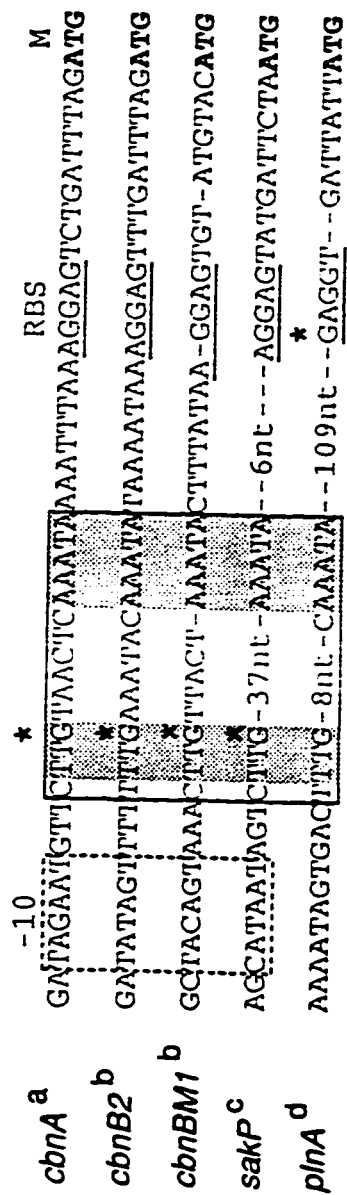 -10 * RBS M
cbnA a GATAGAATGTTCTTGTAACTCAAATAAAATTTAAAGGAGTCTGATTTAGATG
*
cbnB2 b GATATAGTTTTTTGAAATACAAATATAAAATAAAGGAGTTTGATTTAGATG
*
cbnBM1 b GCTACAGTAAACTTGTTACT-AAATACTTTATAA-GGAGTGT-ATGTACATG
*
sakP c AGCATAATAGTCTTG-37nt-AAATA---6nt---AGGAGTATGATTCTAATG
*
plnA d AAAATAGTGACTTTG-8nt-CAAATA--109nt--GAGGT---GATTATTATG